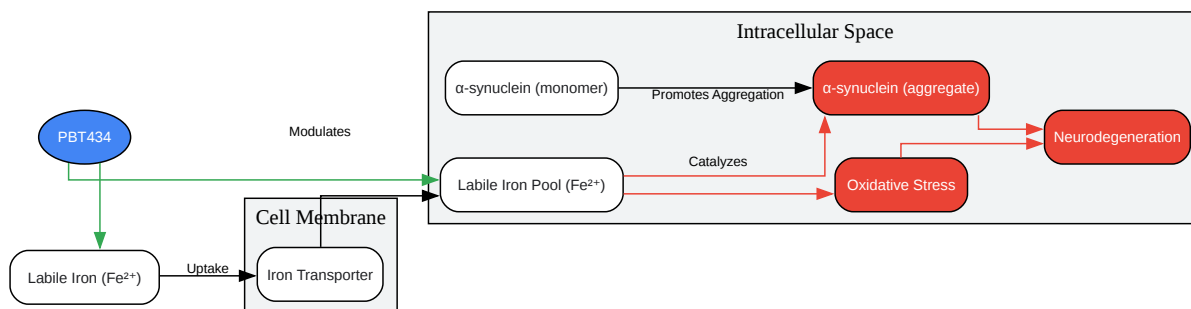 Intracellular Space
α-synuclein (monomer)
Promotes Aggregation
α-synuclein (aggregate)
PBT434
Modulates
Neurodegeneration
Catalyzes
Labile Iron Pool (Fe²⁺)
Oxidative Stress
Cell Membrane
Labile Iron (Fe²⁺)
Uptake
Iron Transporter